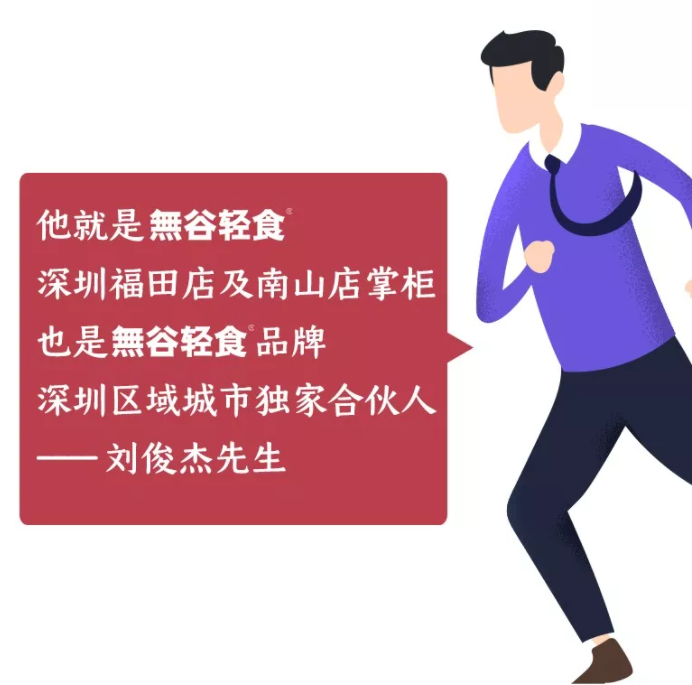 他就是無谷轻食®
深圳福田店及南山店掌柜
也是無谷轻食®品牌
深圳区域城市独家合伙人
——刘俊杰先生